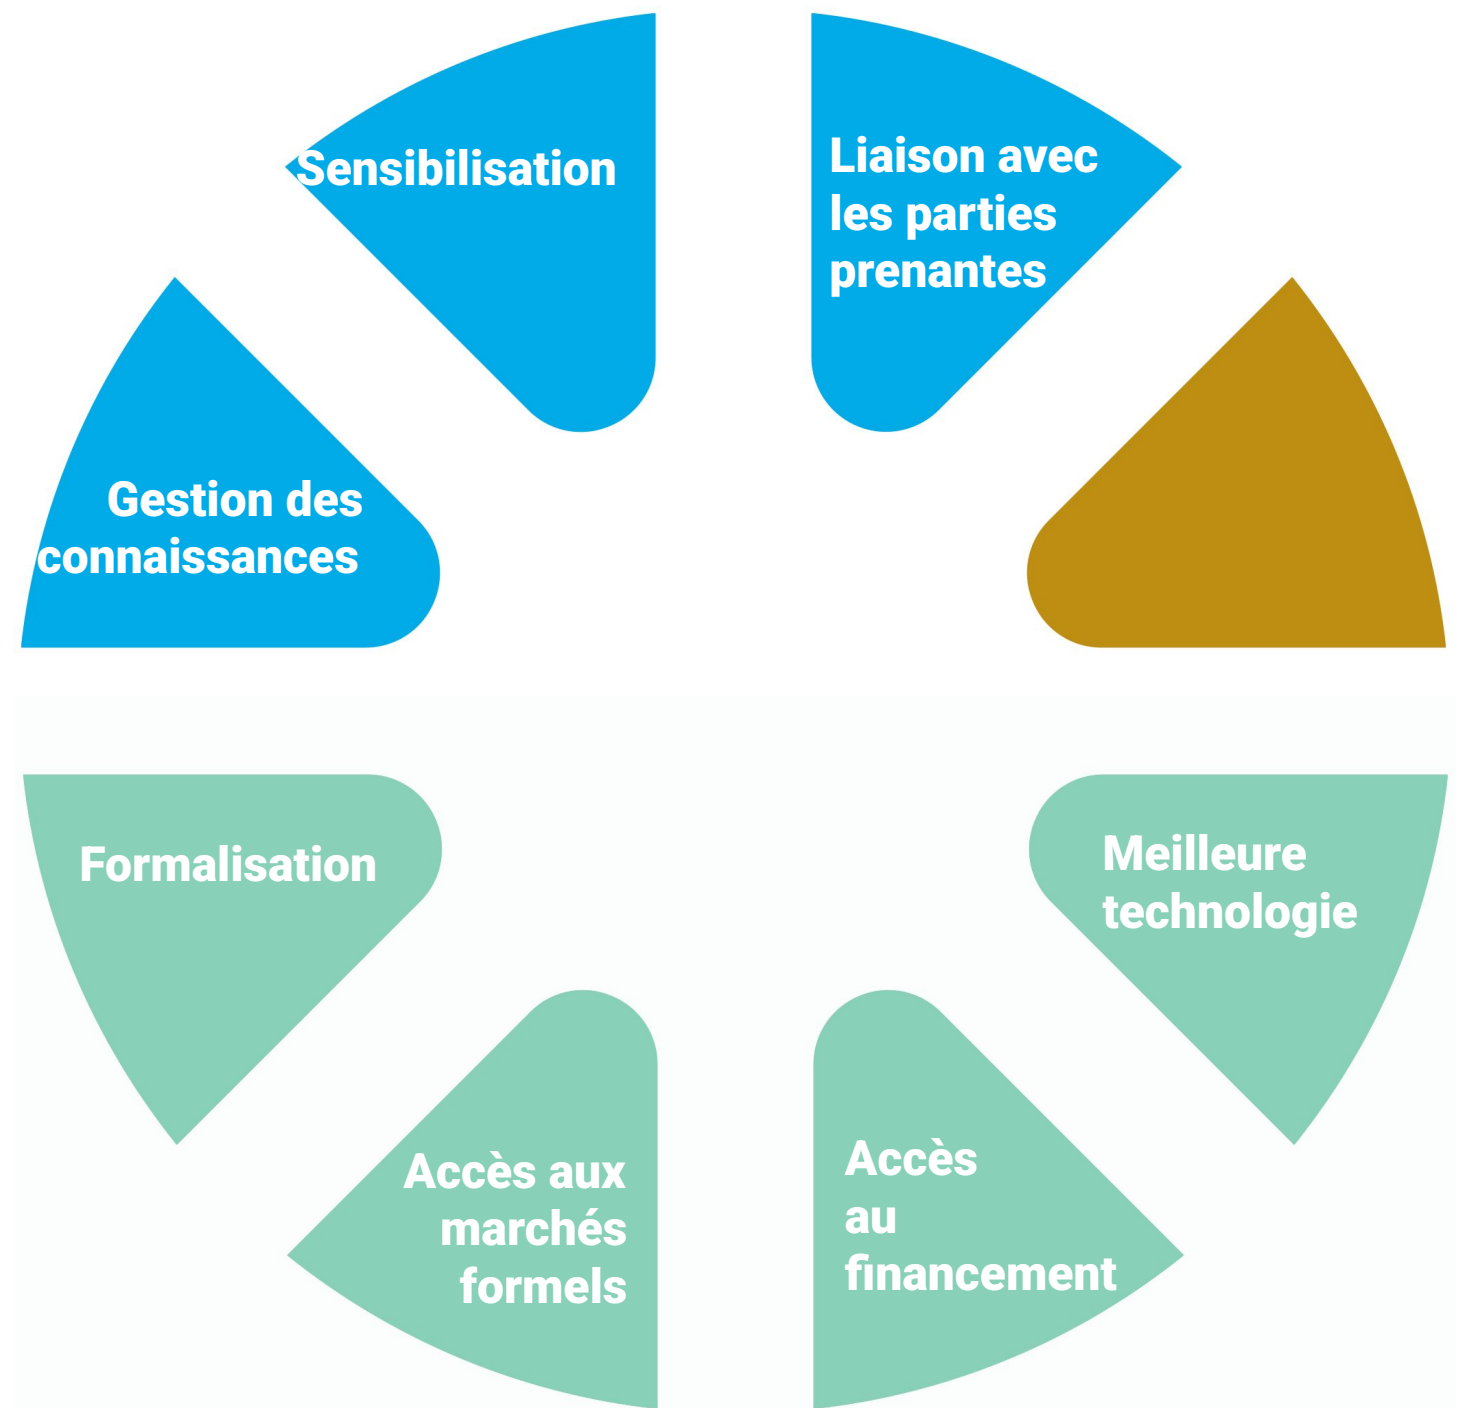 Sensibilisation
Liaison avec
les parties
prenantes
Gestion des
connaissances
Formalisation
Meilleure
technologie
Accès aux
marchés
formels
Accès
au
financement